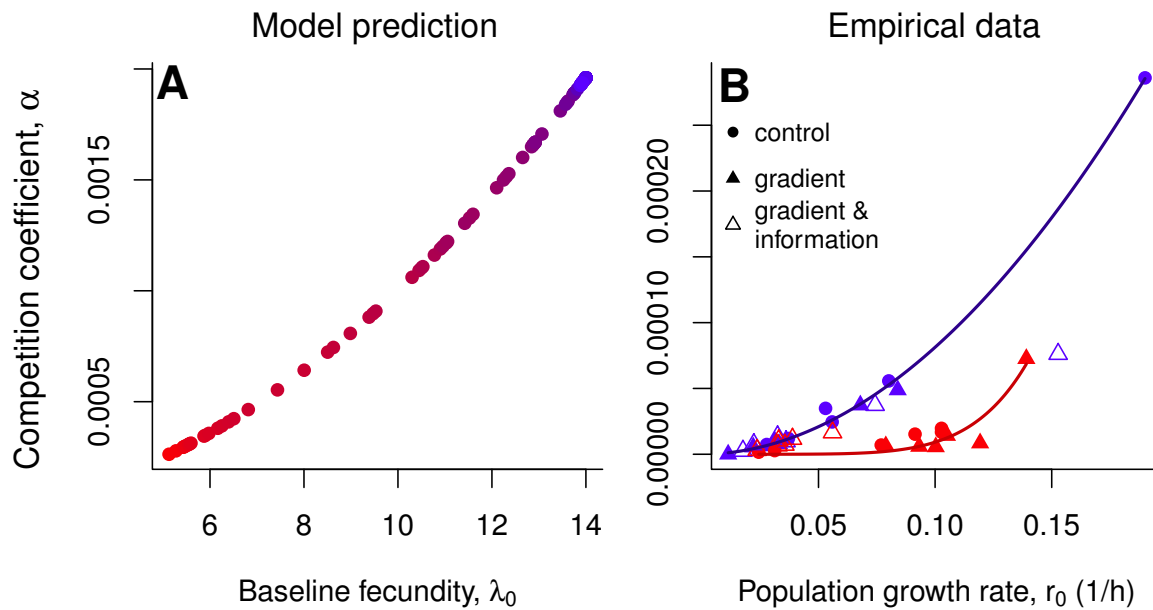 Model prediction
Empirical data
A
B
Competition coefficient, α
0.0005
0.0015
6
8
10
12
14
Baseline fecundity, λ0
control
gradient
gradient &
information
0.00000
0.00010
0.00020
0.05
0.10
0.15
Population growth rate, r0 (1/h)